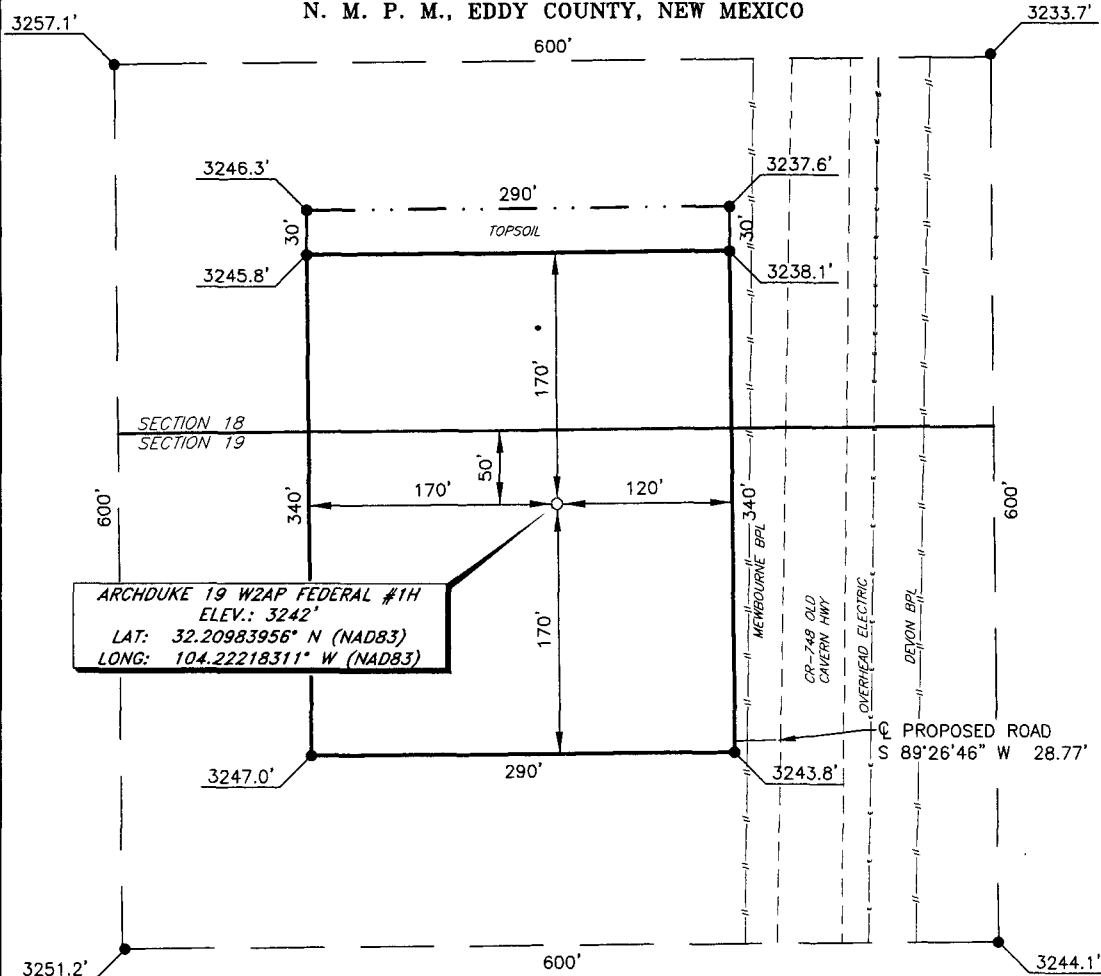 N. M. P. M., EDDY COUNTY, NEW MEXICO
3257.1'
3233.7'
600'
3246.3'
290'
3237.6'
30'
TOPSOIL
30'
3245.8'
3238.1'
170'
SECTION 18
SECTION 19
50'
600'
340'
170'
120'
340'
600'
ARCHDUKE 19 W2AP FEDERAL #1H
ELEV.: 3242'
LAT: 32.20983956° N (NAD83)
LONG: 104.22218311° W (NAD83)
170'
MEWBOURNE BPL
CR-748 OLD
CAVERN HWY
OVERHEAD ELECTRIC
DEVON BPL
℄ PROPOSED ROAD
S 89°26'46" W 28.77'
3247.0'
290'
3243.8'
3251.2'
600'
3244.1'